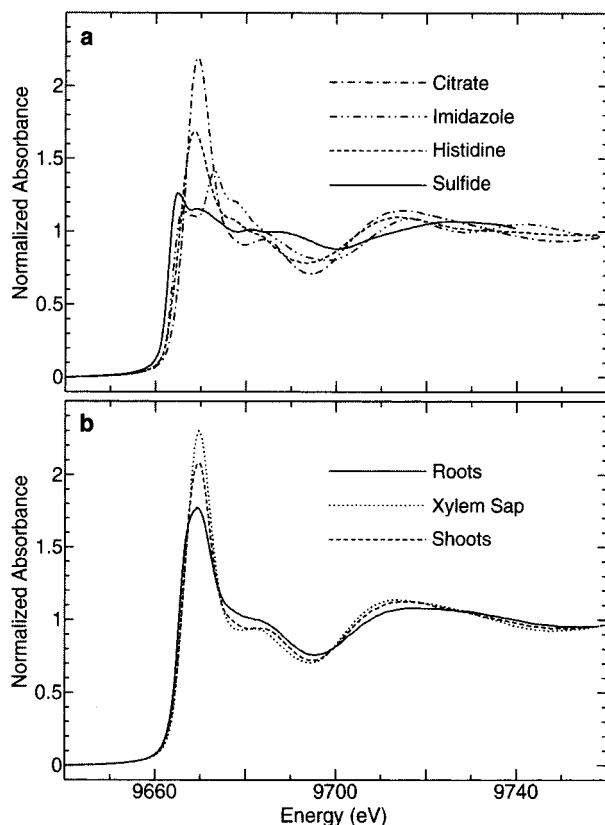 a
Citrate
Imidazole
Histidine
Sulfide
Normalized Absorbance
2
1.5
1
0.5
0
b
Roots
Xylem Sap
Shoots
Normalized Absorbance
2
1.5
1
0.5
0
9660
9700
9740
Energy (eV)